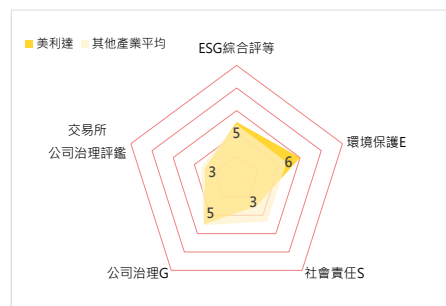 ESG綜合評等
美利達 其他產業平均
交易所
公司治理評鑑
環境保護E
5
6
3
5
3
公司治理G
社會責任S